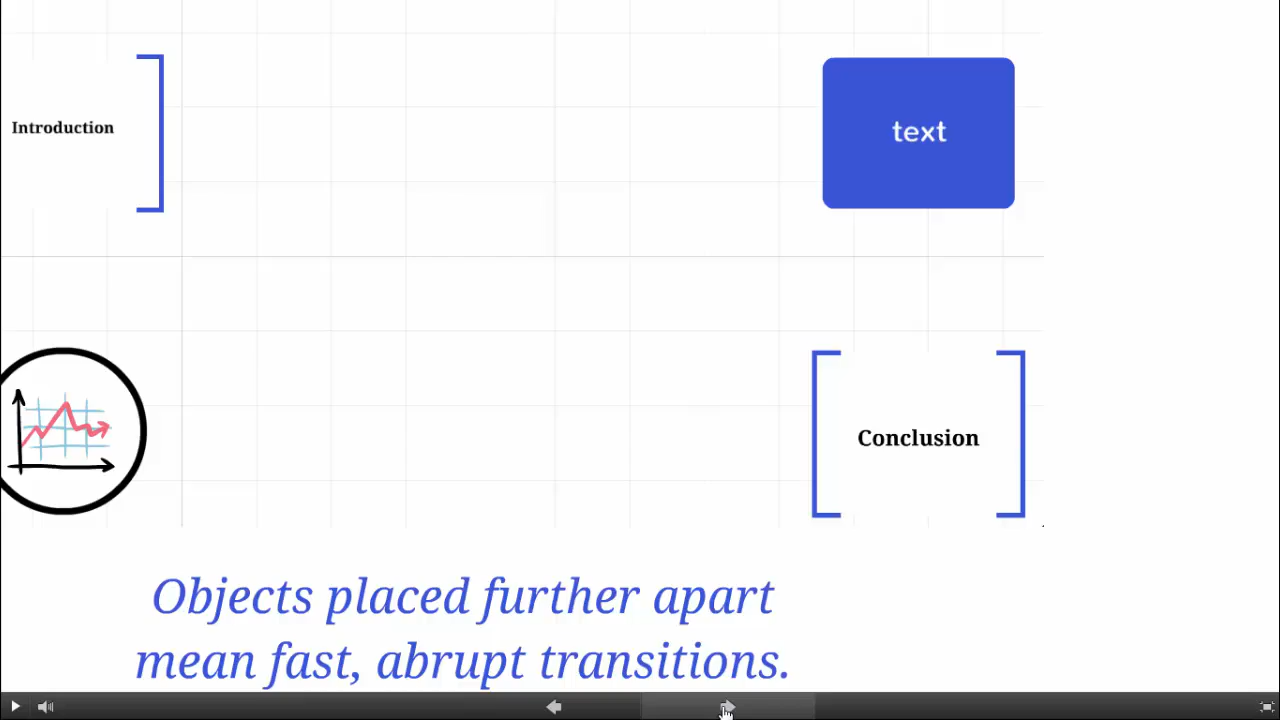 Introduction
text
Conclusion
Objects placed further apart
mean fast, abrupt transitions.